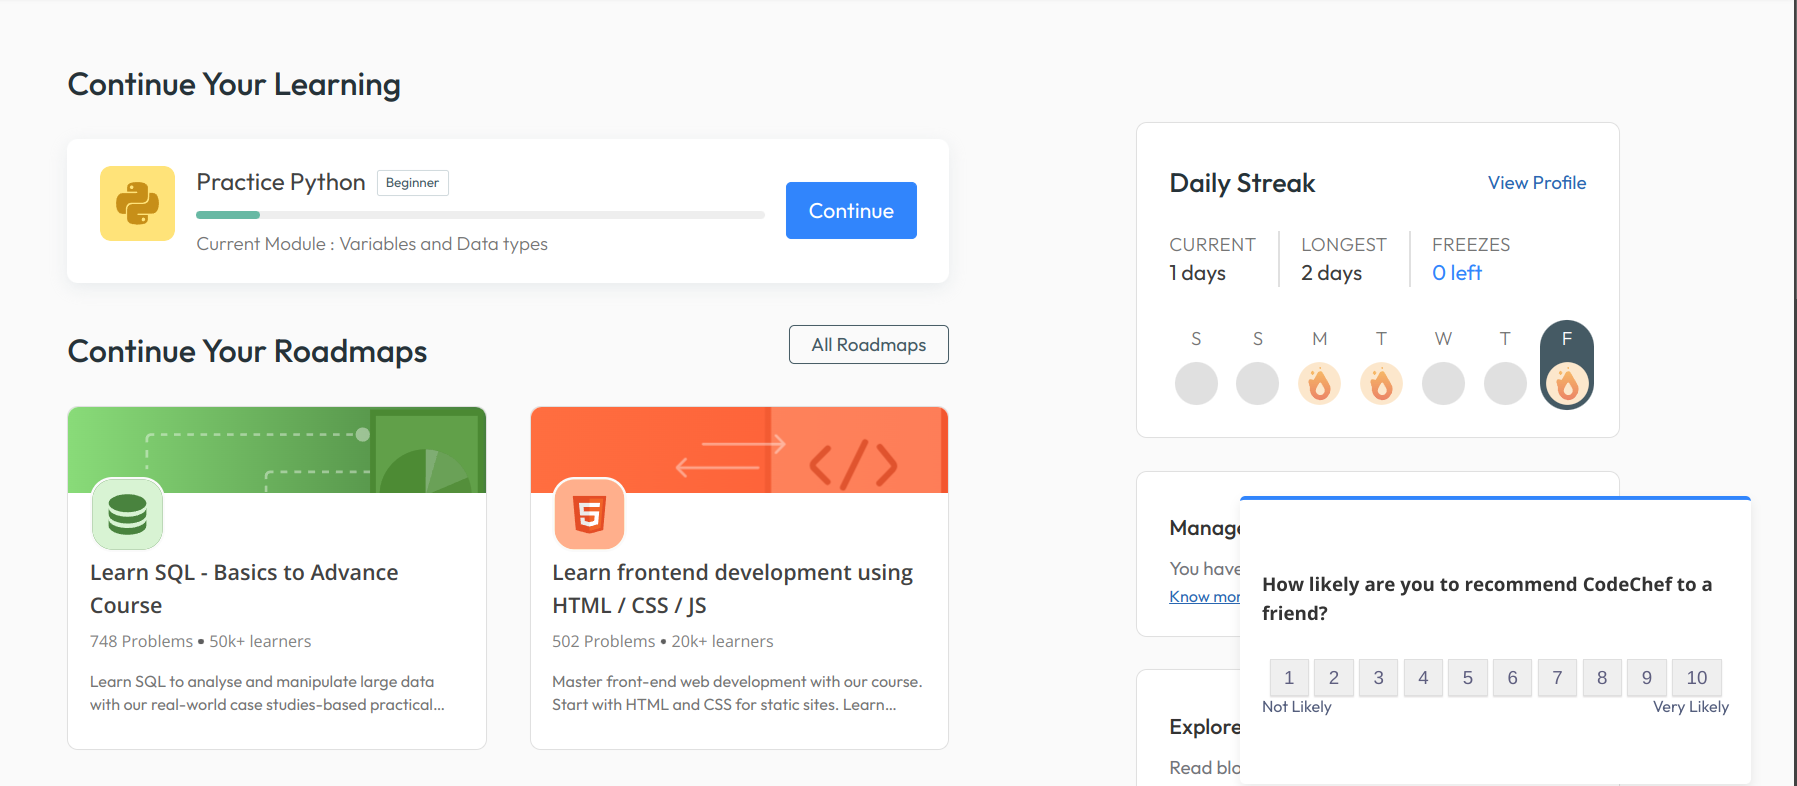 Continue Your Learning
Practice Python Beginner
Continue
Current Module : Variables and Data types
Continue Your Roadmaps
All Roadmaps
Learn SQL - Basics to Advance
Course
748 Problems • 50k+ learners
Learn SQL to analyse and manipulate large data
with our real-world case studies-based practical...
Learn frontend development using
HTML / CSS / JS
502 Problems • 20k+ learners
Master front-end web development with our course.
Start with HTML and CSS for static sites. Learn...
Daily Streak
View Profile
CURRENT LONGEST FREEZES
1 days 2 days 0 left
S S M T W T F
Manage
You have
Know mor
How likely are you to recommend CodeChef to a
friend?
1 2 3 4 5 6 7 8 9 10
Not Likely Very Likely
Explore
Read blo